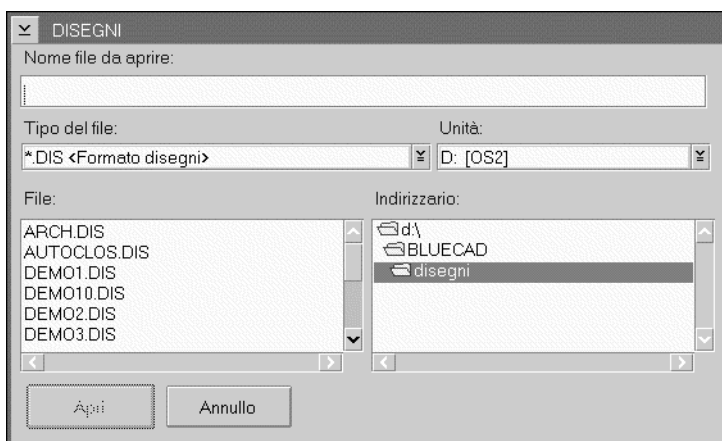 DISEGNI
Nome file da aprire:
Tipo del file:
Unità:
*.DIS <Formato disegni>
D: [OS2]
File:
Indirizzario:
ARCH.DIS
AUTOCLOS.DIS
DEMO1.DIS
DEMO10.DIS
DEMO2.DIS
DEMO3.DIS
d:\
BLUECAD
disegni
Apri
Annullo